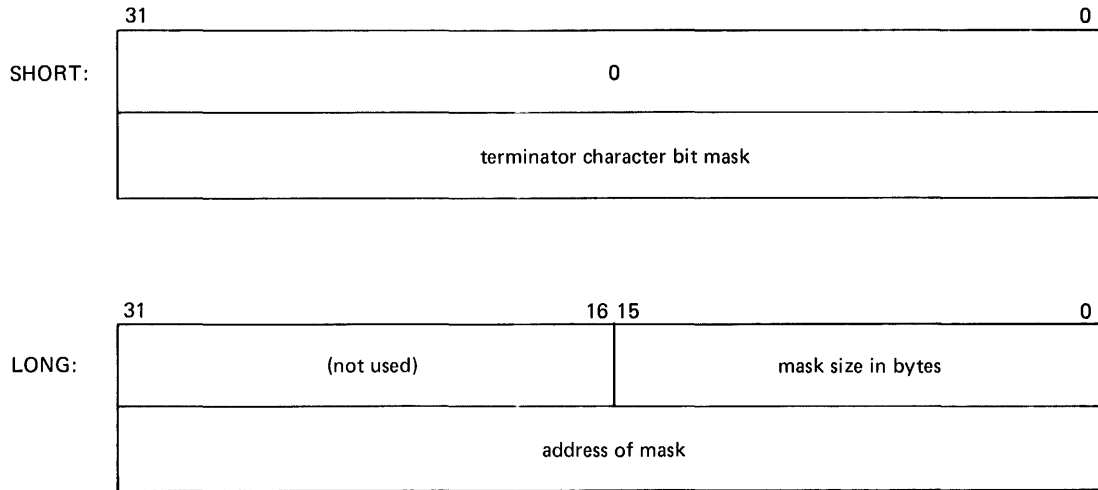 31 0
SHORT: 0
terminator character bit mask
31 16 15 0
LONG: (not used) mask size in bytes
address of mask